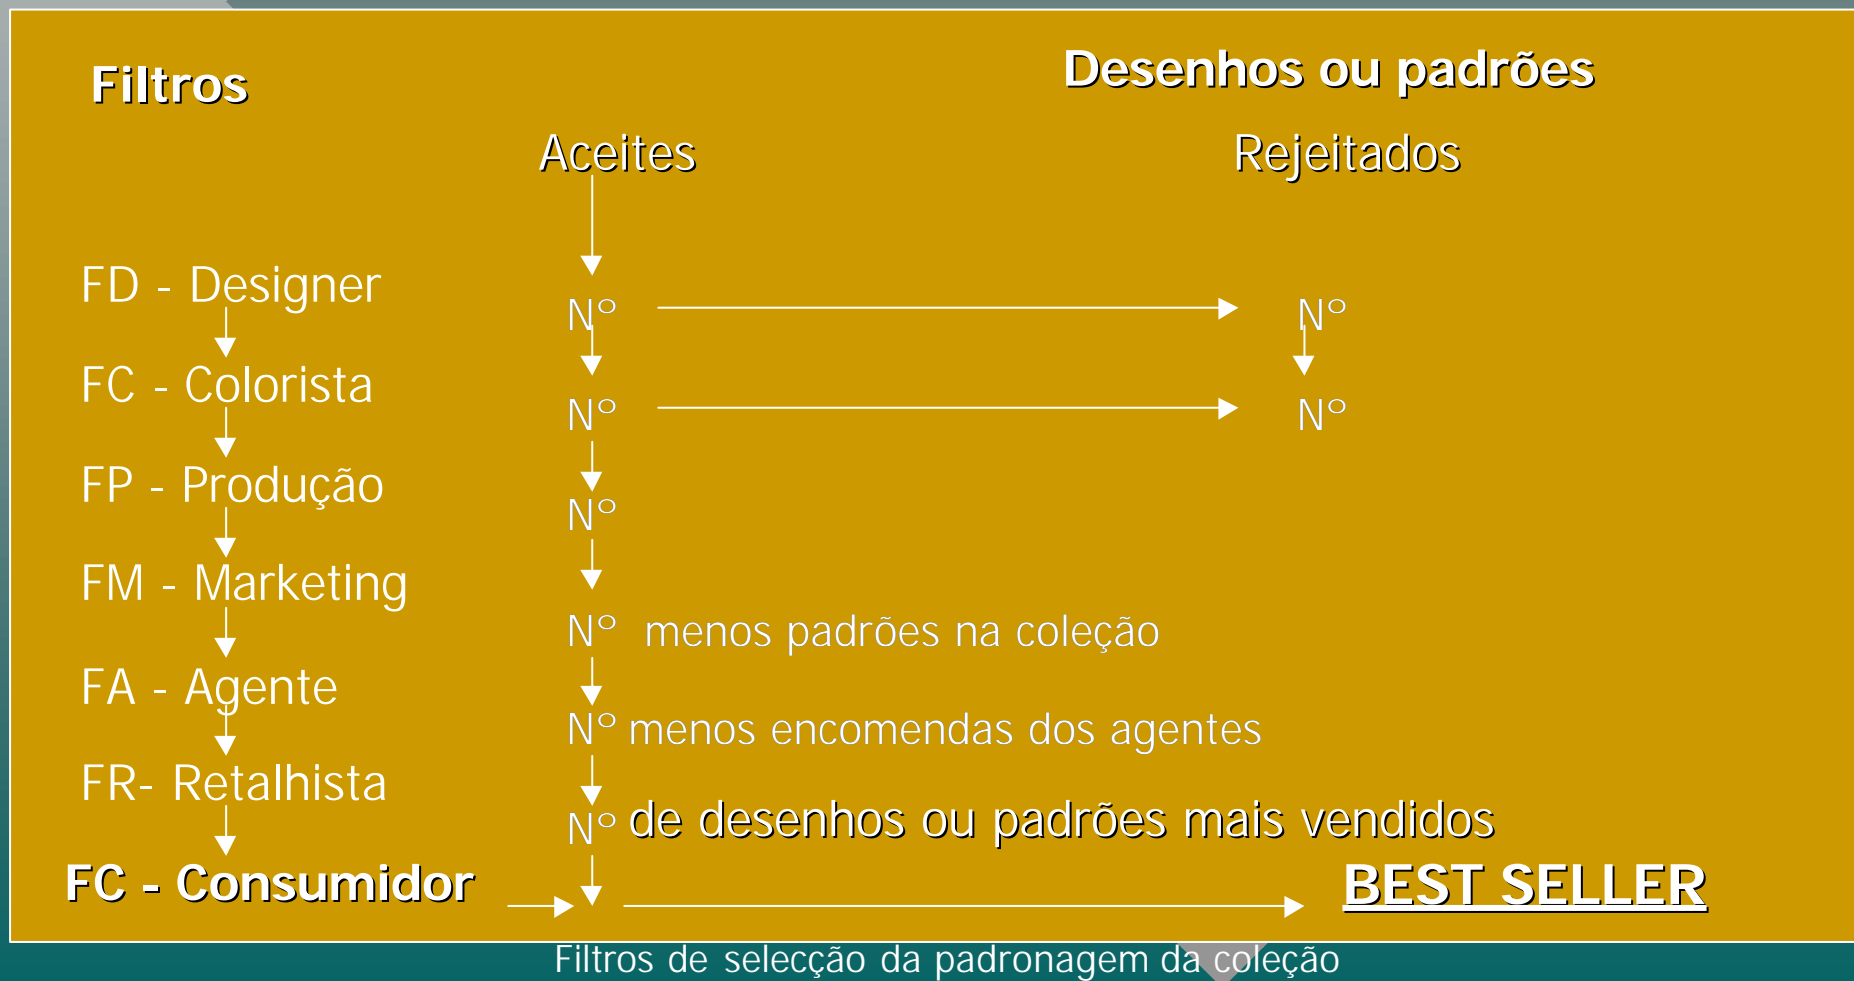 Filtros
Desenhos ou padrões
Aceites
Rejeitados
FD - Designer
Nº
Nº
FC - Colorista
Nº
Nº
FP - Produção
Nº
FM - Marketing
Nº menos padrões na coleção
FA - Agente
Nº menos encomendas dos agentes
FR- Retalhista
Nº de desenhos ou padrões mais vendidos
FC - Consumidor
BEST SELLER
Filtros de selecção da padronagem da coleção